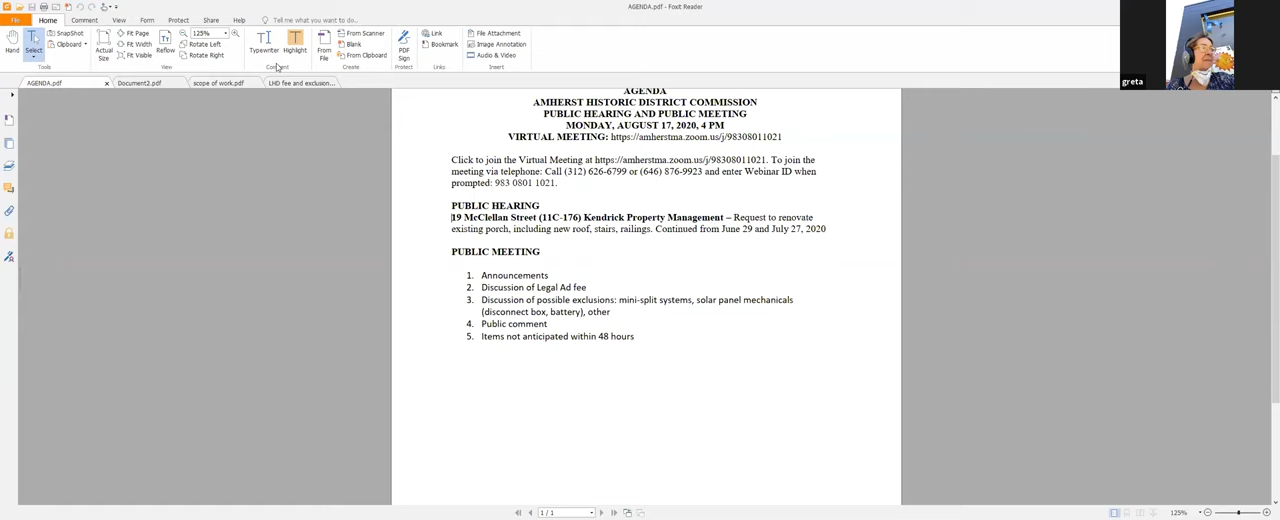 AGENDA.pdf - Foxit Reader
File Home Comment View Form Protect Share Help Tell me what you want to do...
Hand
Select
SnapShot
Clipboard
Tools
Actual Size
Fit Page
Fit Width
Fit Visible
Reflow
125%
Rotate Left
Rotate Right
View
Typewriter
Highlight
Comment
From File
From Scanner
Blank
From Clipboard
Create
PDF Sign
Protect
Link
Bookmark
Links
File Attachment
Image Annotation
Audio & Video
Insert
greta
AGENDA.pdf Document2.pdf scope of work.pdf LHD fee and exclusion...
AGENDA
AMHERST HISTORIC DISTRICT COMMISSION
PUBLIC HEARING AND PUBLIC MEETING
MONDAY, AUGUST 17, 2020, 4 PM
VIRTUAL MEETING: https://amherstma.zoom.us/j/98308011021
Click to join the Virtual Meeting at https://amherstma.zoom.us/j/98308011021. To join the
meeting via telephone: Call (312) 626-6799 or (646) 876-9923 and enter Webinar ID when
prompted: 983 0801 1021.
PUBLIC HEARING
19 McClellan Street (11C-176) Kendrick Property Management – Request to renovate
existing porch, including new roof, stairs, railings. Continued from June 29 and July 27, 2020
PUBLIC MEETING
1. Announcements
2. Discussion of Legal Ad fee
3. Discussion of possible exclusions: mini-split systems, solar panel mechanicals
(disconnect box, battery), other
4. Public comment
5. Items not anticipated within 48 hours
1 / 1
125%